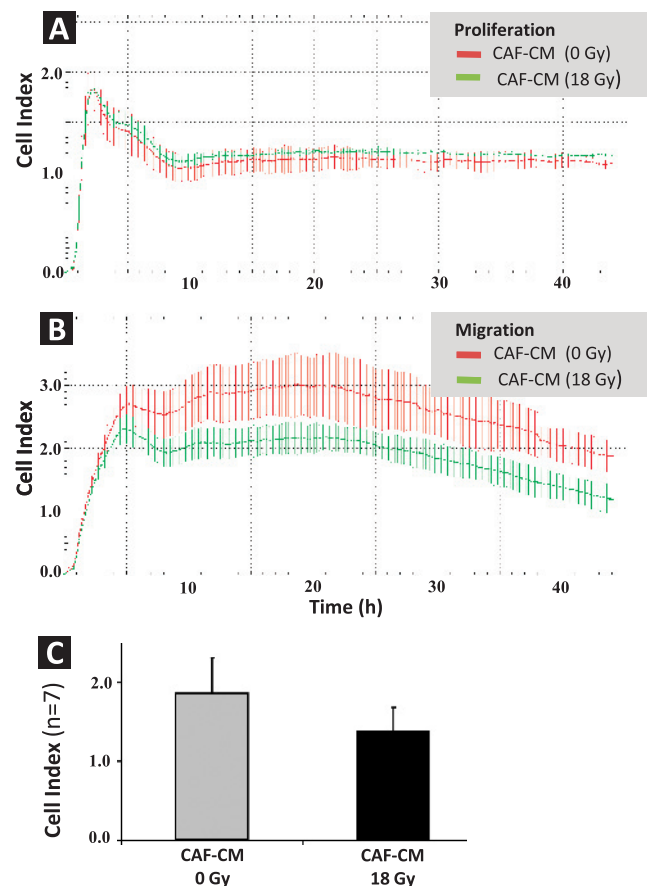 A
Proliferation
CAF-CM (0 Gy)
CAF-CM (18 Gy)
Cell Index
2.0
1.0
0.0
10
20
30
40
B
Migration
CAF-CM (0 Gy)
CAF-CM (18 Gy)
Cell Index
3.0
2.0
1.0
0.0
10
20
30
40
Time (h)
C
Cell Index (n=7)
2.0
1.0
0.0
CAF-CM
0 Gy
CAF-CM
18 Gy